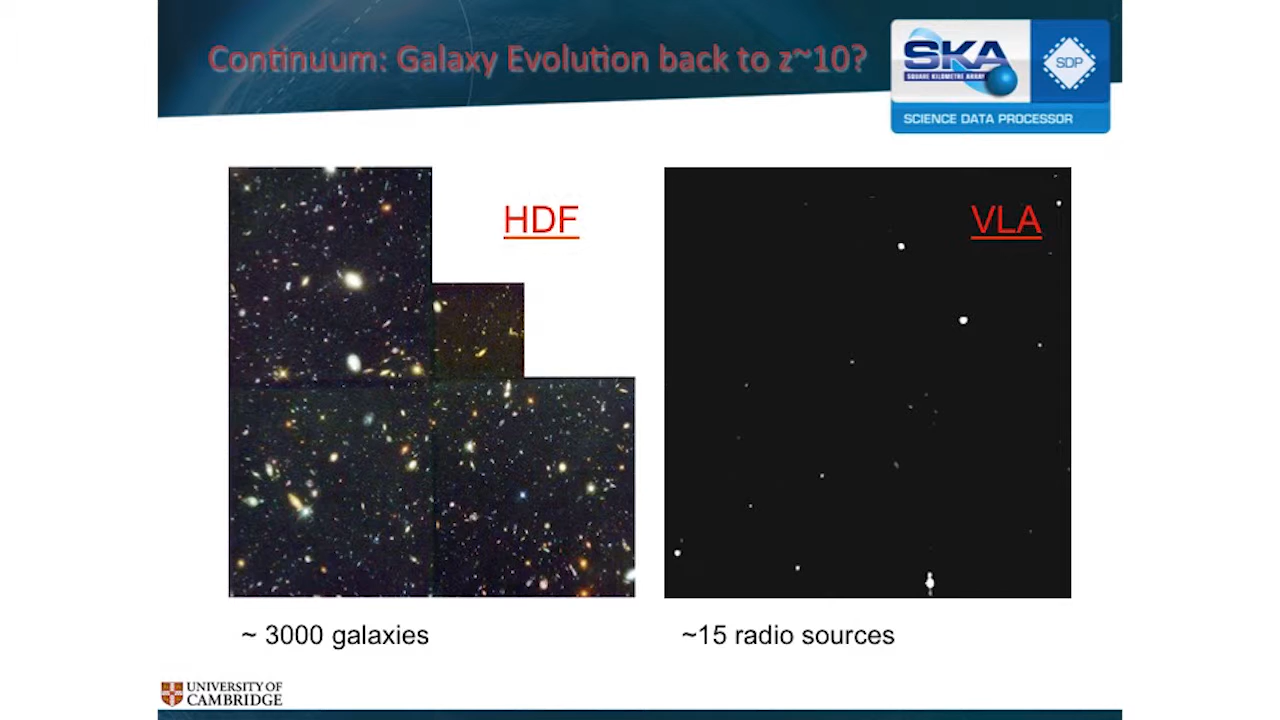 Continuum: Galaxy Evolution back to z~10?
SKA
SQUARE KILOMETRE ARRAY
SDP
SCIENCE DATA PROCESSOR
HDF
VLA
~ 3000 galaxies
~15 radio sources
UNIVERSITY OF
CAMBRIDGE